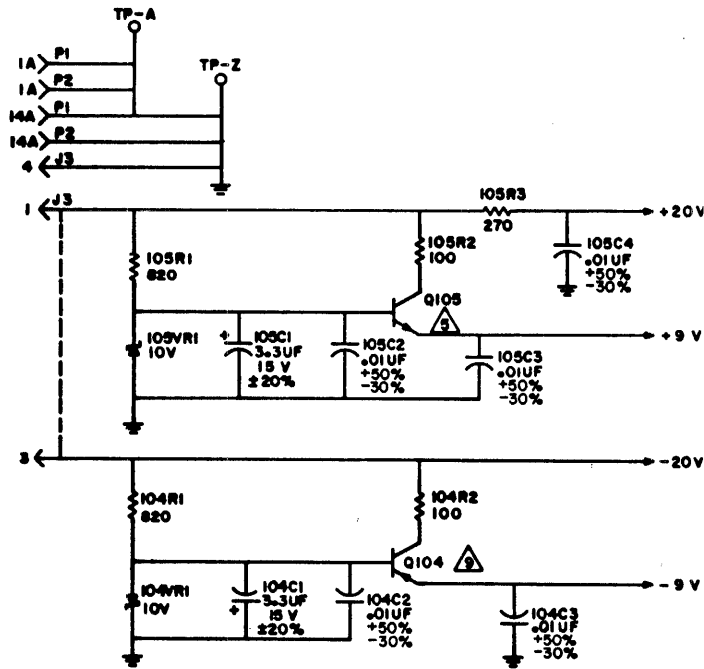 TP-A
1A P1
TP-Z
1A P2
14A P1
14A P2
4 J3
1 J3
105R3
270
+20V
105R1
820
105R2
100
105C4
.01UF
+50%
-30%
Q105
5
+9 V
105VR1
10V
+
105C1
3.3UF
15 V
±20%
105C2
.01UF
+50%
-30%
105C3
.01UF
+50%
-30%
3
-20V
104R1
820
104R2
100
Q104
9
-9 V
104VR1
10V
+
104C1
3.3UF
15 V
±20%
104C2
.01UF
+50%
-30%
104C3
.01UF
+50%
-30%